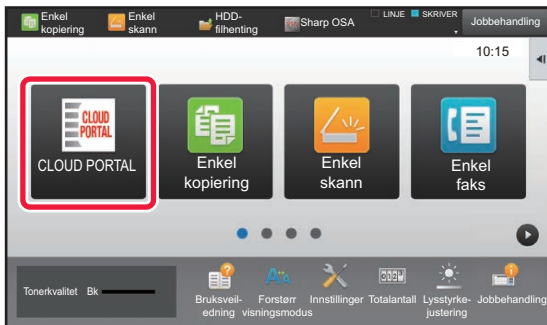 Enkel
kopiering
Enkel
skann
HDD-
filhenting
Sharp OSA
LINJE
SKRIVER
Jobbehandling
10:15
CLOUD
PORTAL
CLOUD PORTAL
Enkel
kopiering
Enkel
skann
Enkel
faks
Tonerkvalitet Bk
Bruksveil-
edning
Forstørr
visningsmodus
Innstillinger
Totalantall
Lysstyrke-
justering
Jobbehandling